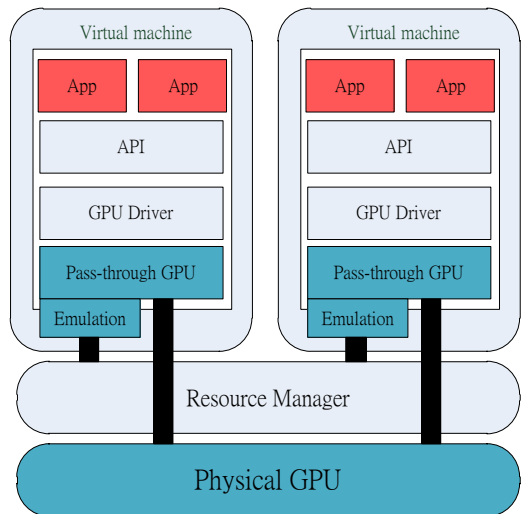 Virtual machine
App
App
API
GPU Driver
Pass-through GPU
Emulation
Virtual machine
App
App
API
GPU Driver
Pass-through GPU
Emulation
Resource Manager
Physical GPU